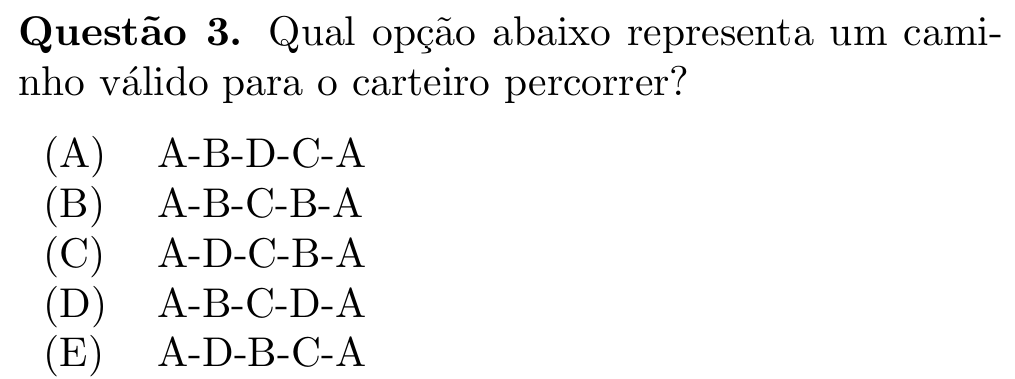 Questão 3. Qual opção abaixo representa um cami-
nho válido para o carteiro percorrer?
(A) A-B-D-C-A
(B) A-B-C-B-A
(C) A-D-C-B-A
(D) A-B-C-D-A
(E) A-D-B-C-A